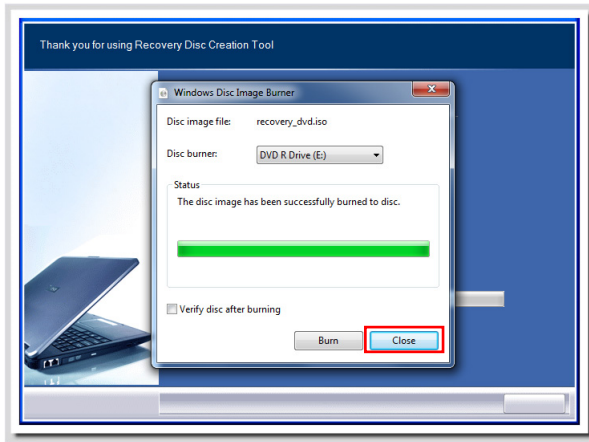 Thank you for using Recovery Disc Creation Tool
Windows Disc Image Burner
Disc image file: recovery_dvd.iso
Disc burner: DVD R Drive (E:)
Status
The disc image has been successfully burned to disc.
Verify disc after burning
Burn Close